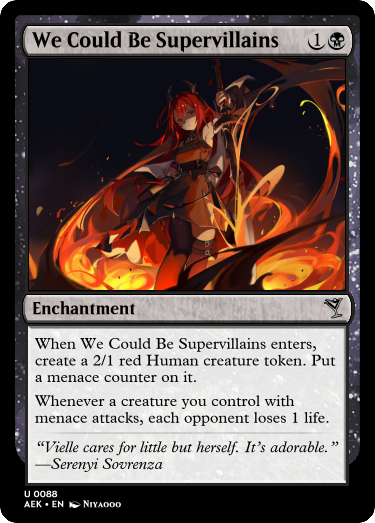 We Could Be Supervillains 1
Enchantment
When We Could Be Supervillains enters,
create a 2/1 red Human creature token. Put
a menace counter on it.
Whenever a creature you control with
menace attacks, each opponent loses 1 life.
“Vielle cares for little but herself. It’s adorable.”
—Serenyi Sovrenza
U 0088
AEK • EN Niyaooo